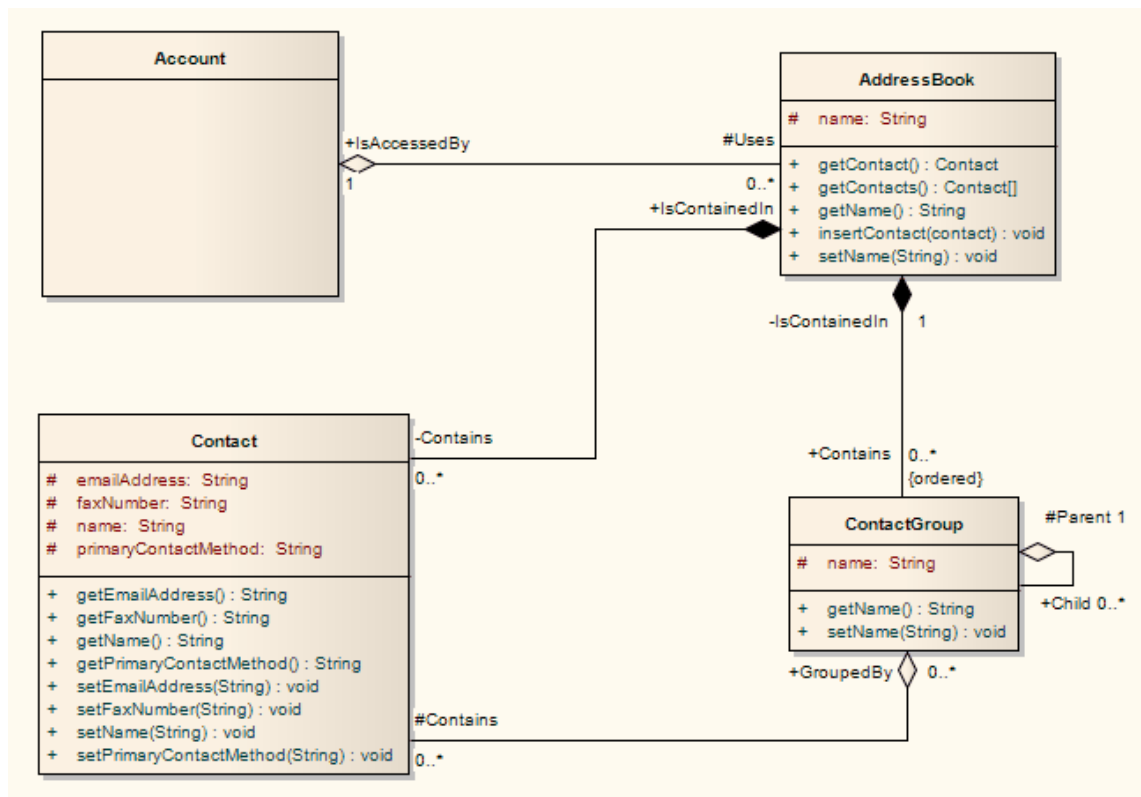 Account
AddressBook
# name: String
+ getContact() : Contact
+ getContacts() : Contact[]
+ getName() : String
+ insertContact(contact) : void
+ setName(String) : void
+IsAccessedBy
1
#Uses
0..*
+IsContainedIn
-IsContainedIn 1
+Contains 0..*
{ordered}
Contact
# emailAddress: String
# faxNumber: String
# name: String
# primaryContactMethod: String
+ getEmailAddress() : String
+ getFaxNumber() : String
+ getName() : String
+ getPrimaryContactMethod() : String
+ setEmailAddress(String) : void
+ setFaxNumber(String) : void
+ setName(String) : void
+ setPrimaryContactMethod(String) : void
-Contains
0..*
ContactGroup
# name: String
+ getName() : String
+ setName(String) : void
#Parent 1
+Child 0..*
+GroupedBy 0..*
#Contains
0..*